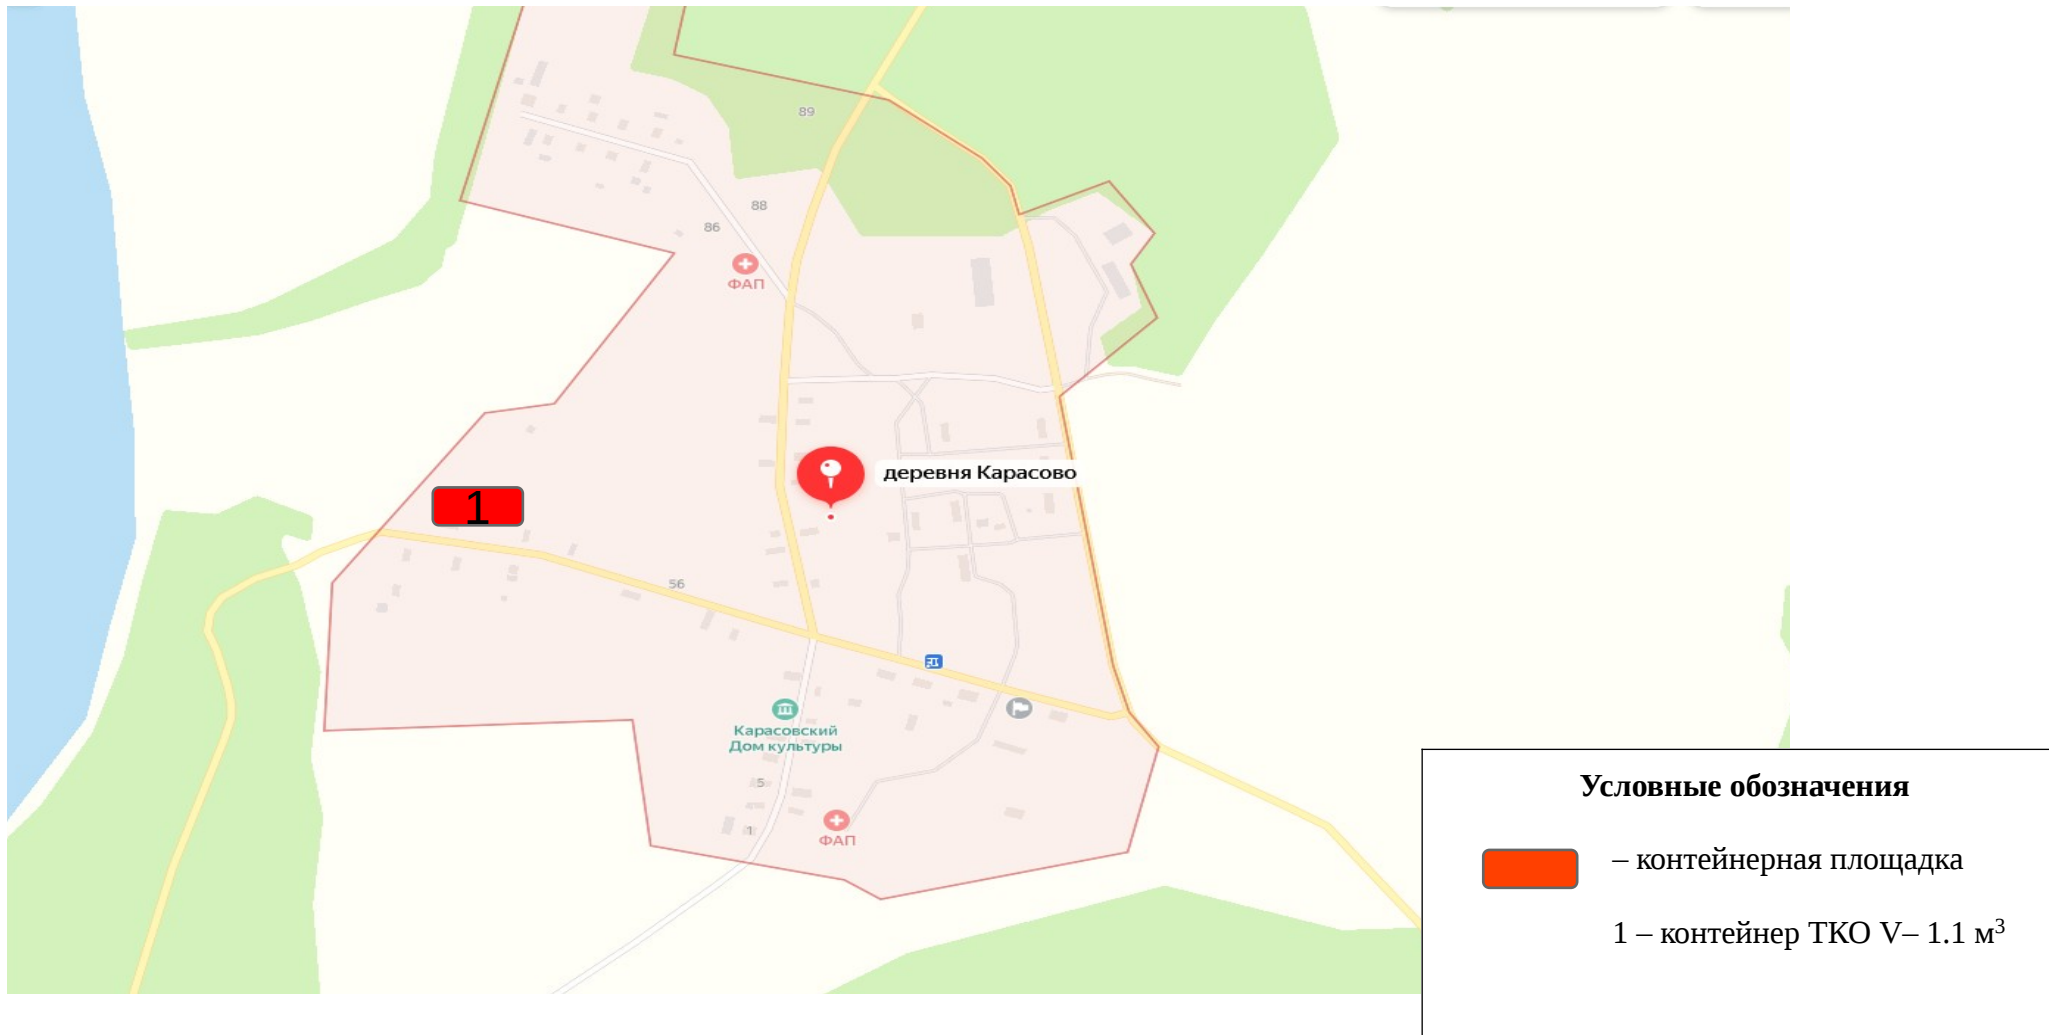 89
88
86
ФАП
деревня Карасово
1
56
Карасовский
Дом культуры
5
1
ФАП
Условные обозначения
– контейнерная площадка
1 – контейнер ТКО V– 1.1 м³